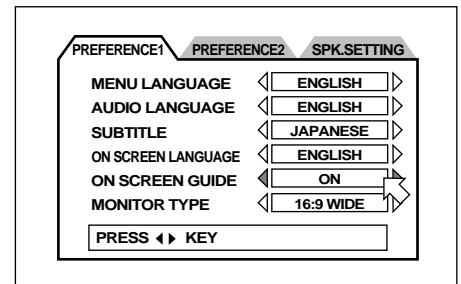 PREFERENCE1 PREFERENCE2 SPK.SETTING
MENU LANGUAGE ENGLISH
AUDIO LANGUAGE ENGLISH
SUBTITLE JAPANESE
ON SCREEN LANGUAGE ENGLISH
ON SCREEN GUIDE ON
MONITOR TYPE 16:9 WIDE
PRESS ◀▶ KEY